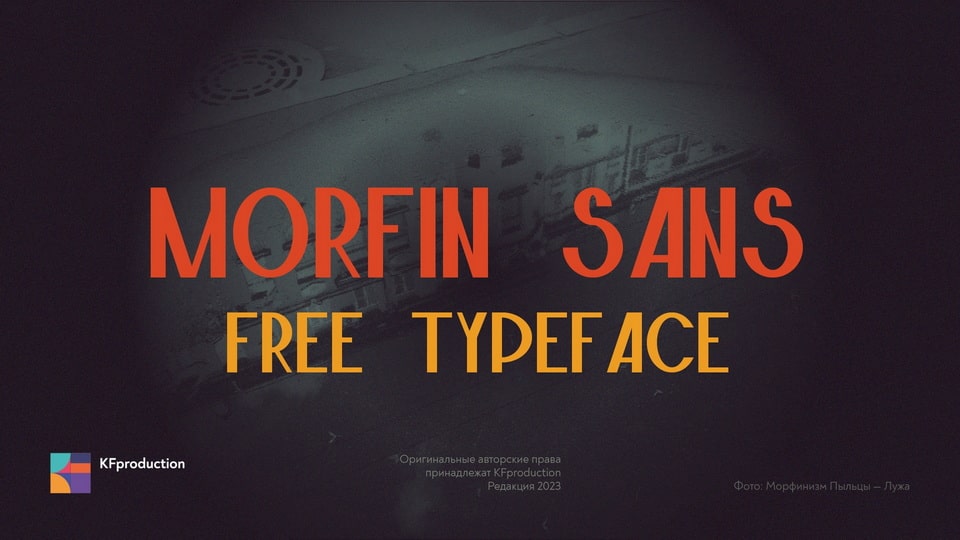 MORFIN SANS
FREE TYPEFACE
KFproduction
Оригинальные авторские права
принадлежат KFproduction
Редакция 2023
Фото: Морфинизм Пыльцы — Лужа